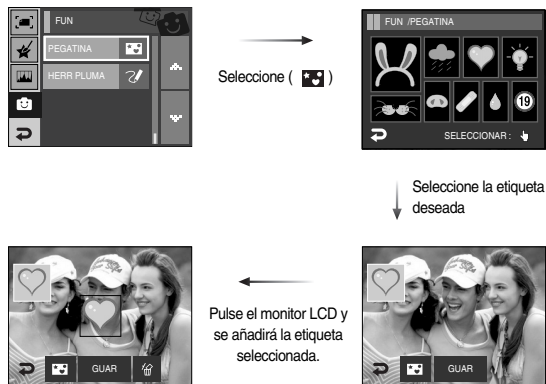 FUN
PEGATINA
HERR PLUMA
Seleccione ( )
FUN /PEGATINA
19
SELECCIONAR :
Seleccione la etiqueta
deseada
GUAR
Pulse el monitor LCD y
se añadirá la etiqueta
seleccionada.
GUAR